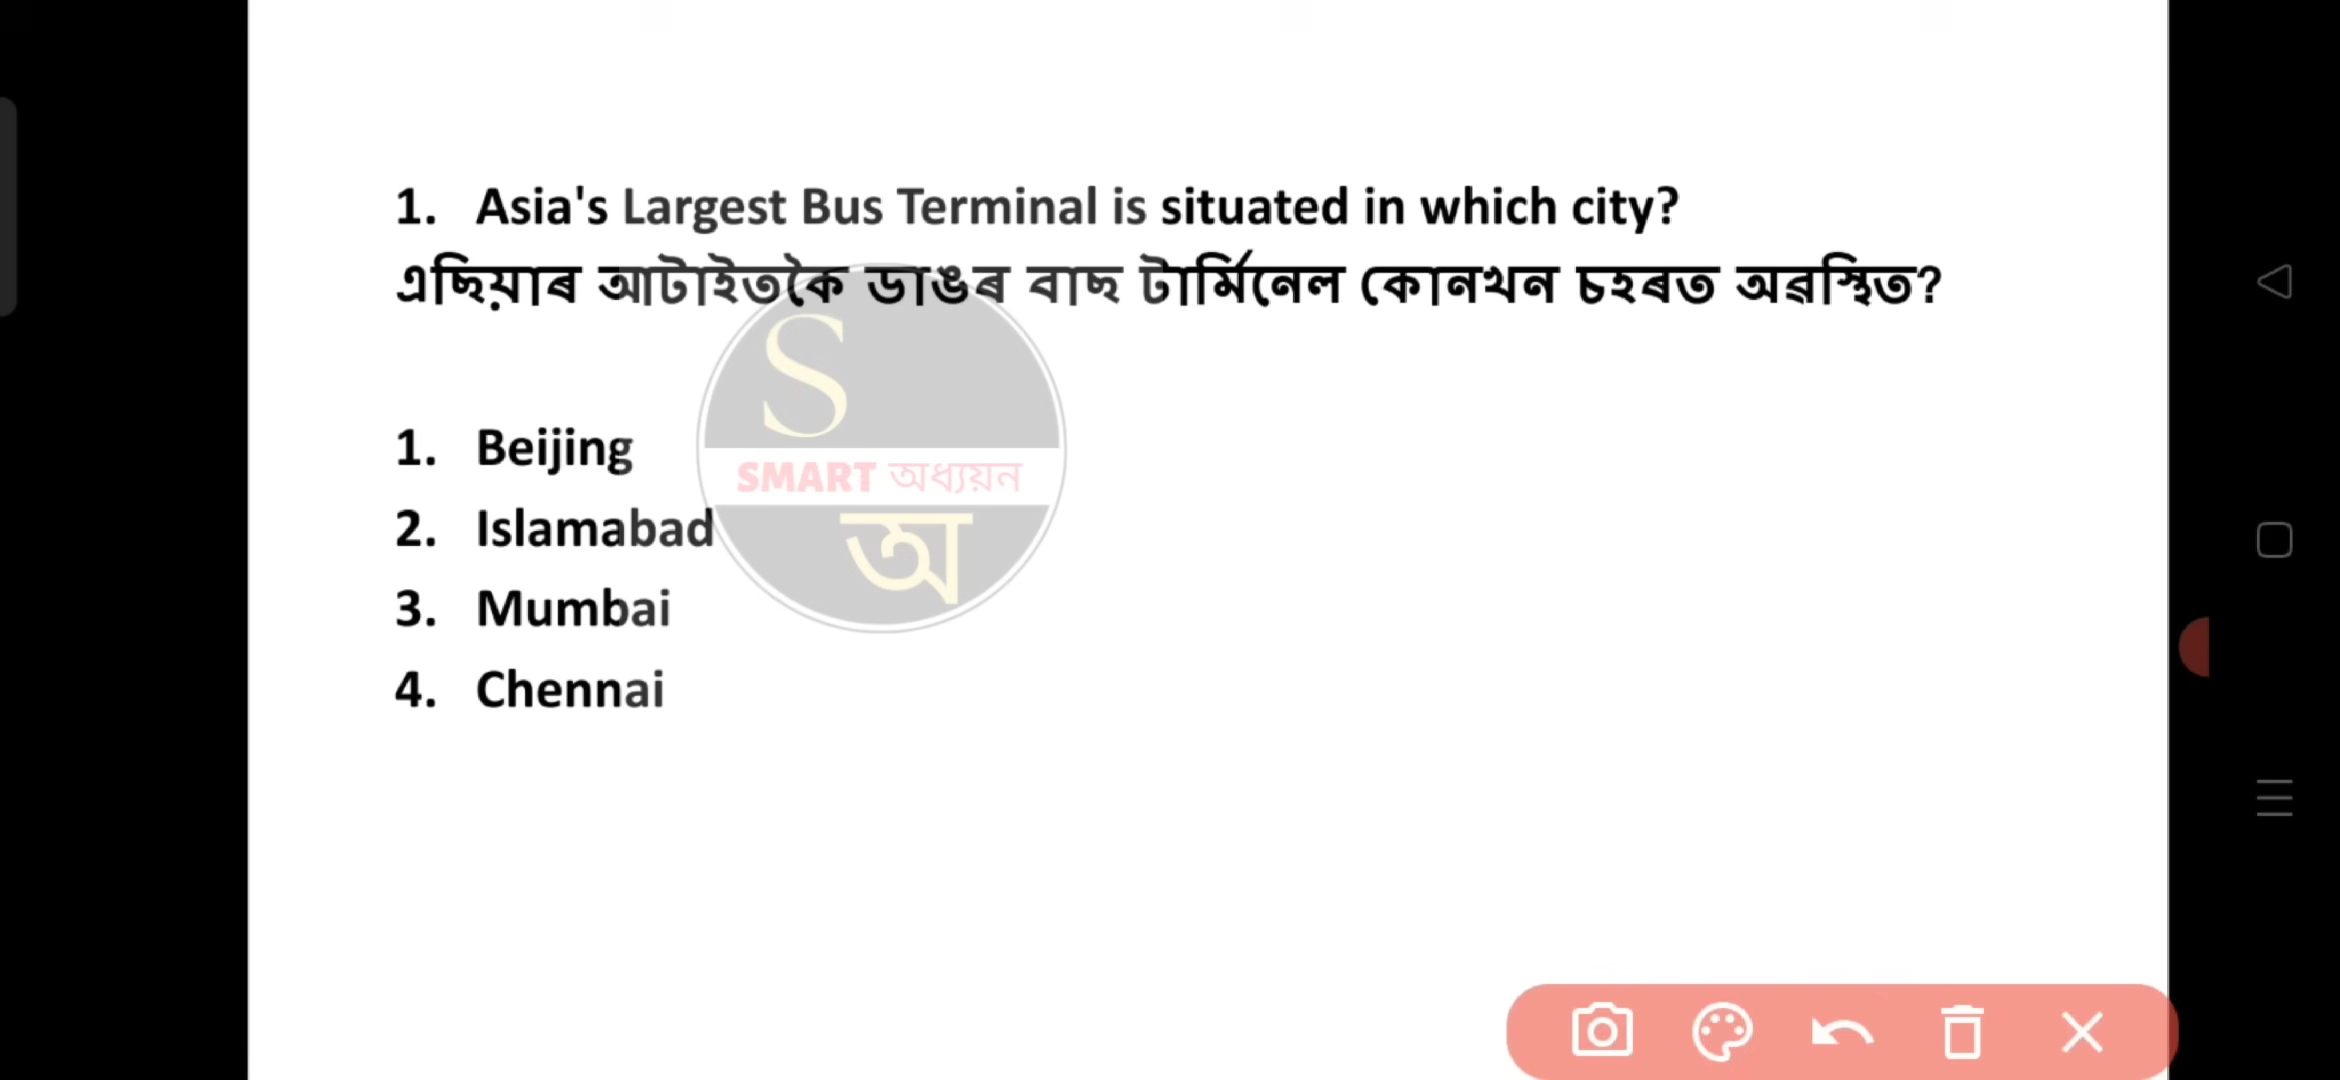 1. Asia's Largest Bus Terminal is situated in which city?
এছিয়াৰ আটাইতকৈ ডাঙৰ বাছ টাৰ্মিনেল কোনখন চহৰত অৱস্থিত?
1. Beijing
2. Islamabad
3. Mumbai
4. Chennai
S
SMART অধ্যয়ন
অ